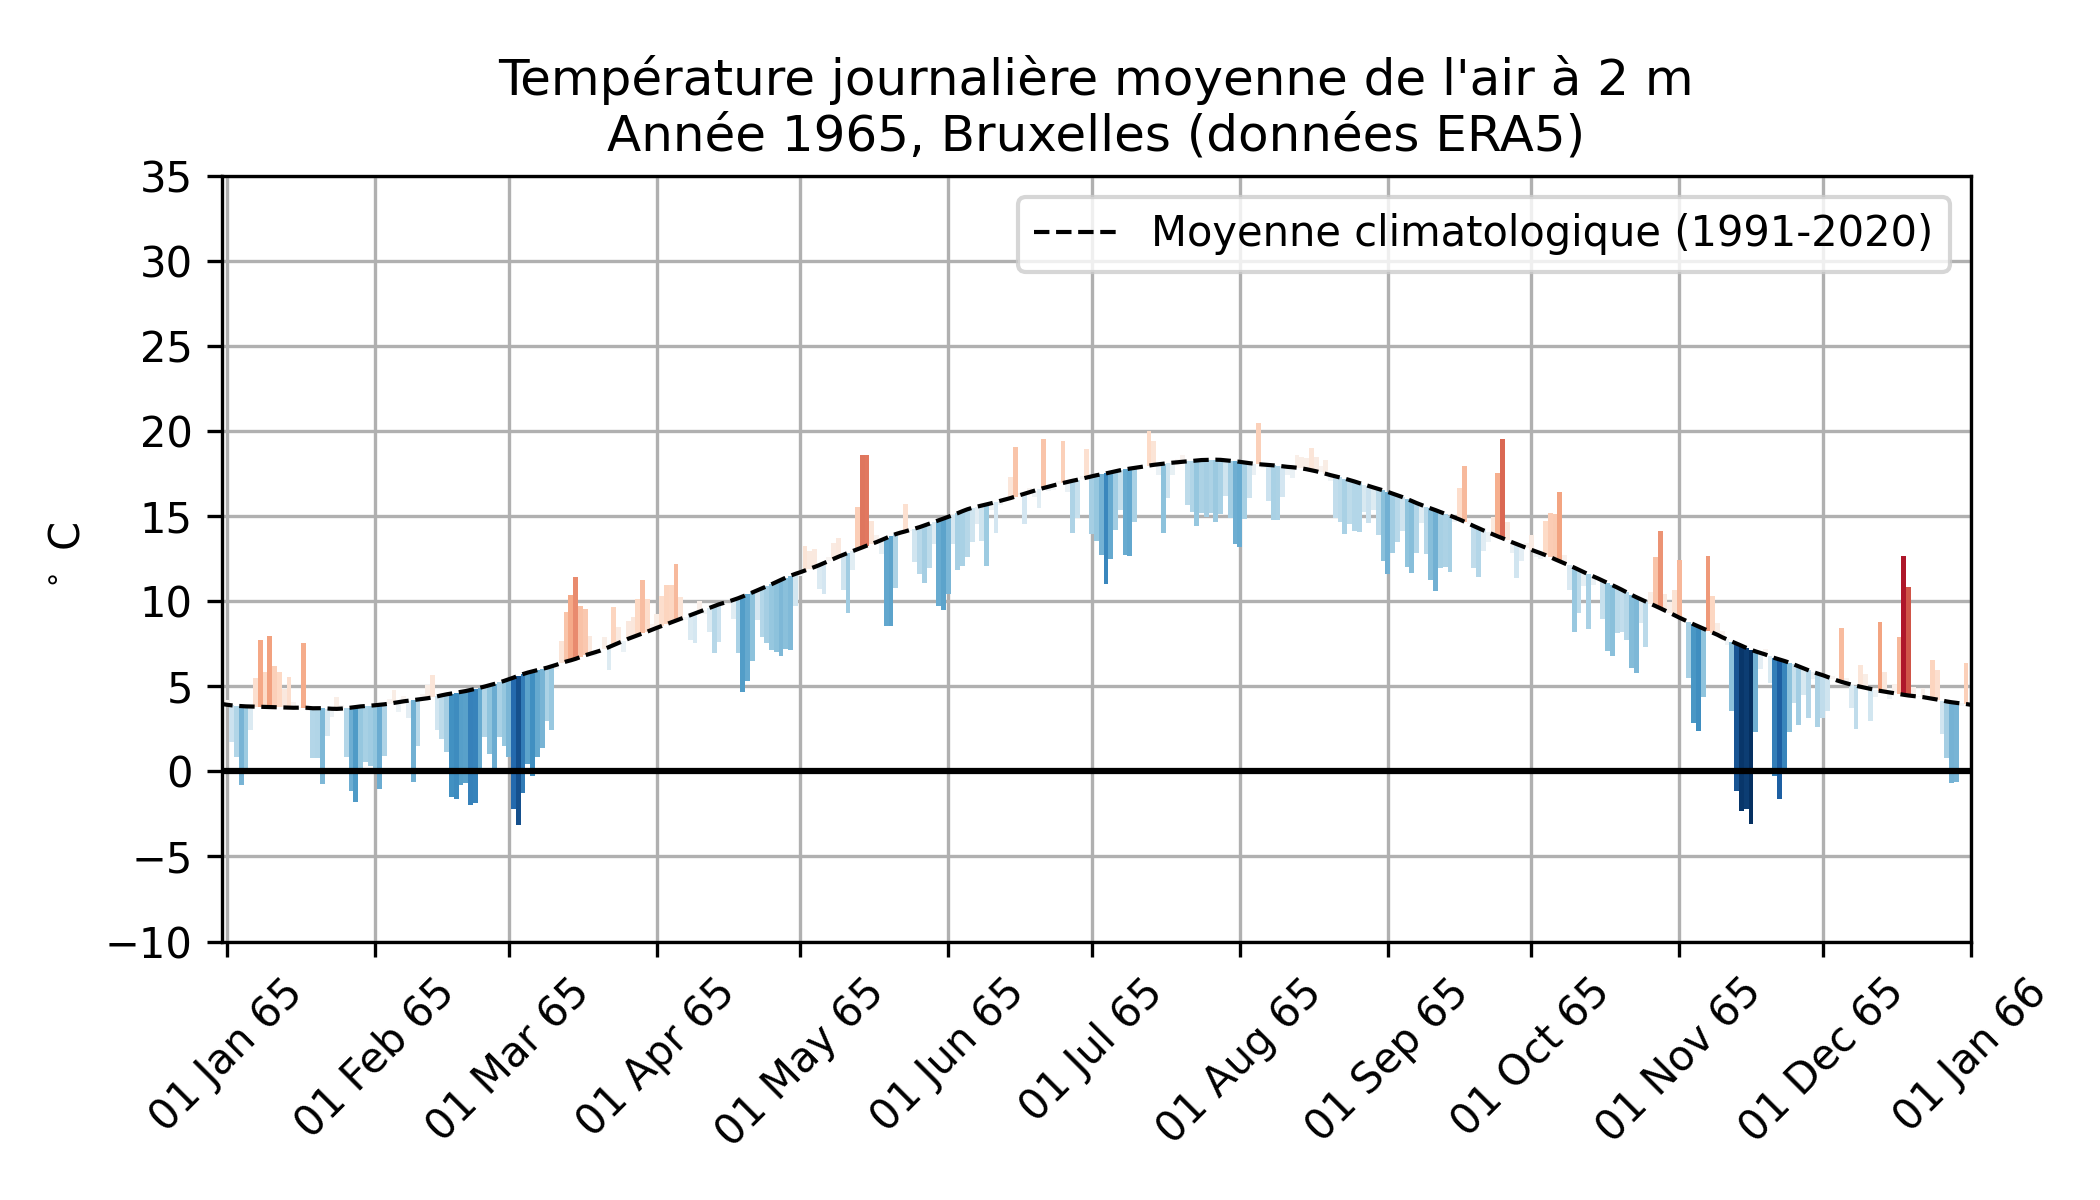 Température journalière moyenne de l'air à 2 m
Année 1965, Bruxelles (données ERA5)
Moyenne climatologique (1991-2020)
° C
35
30
25
20
15
10
5
0
−5
−10
01 Jan 65
01 Feb 65
01 Mar 65
01 Apr 65
01 May 65
01 Jun 65
01 Jul 65
01 Aug 65
01 Sep 65
01 Oct 65
01 Nov 65
01 Dec 65
01 Jan 66